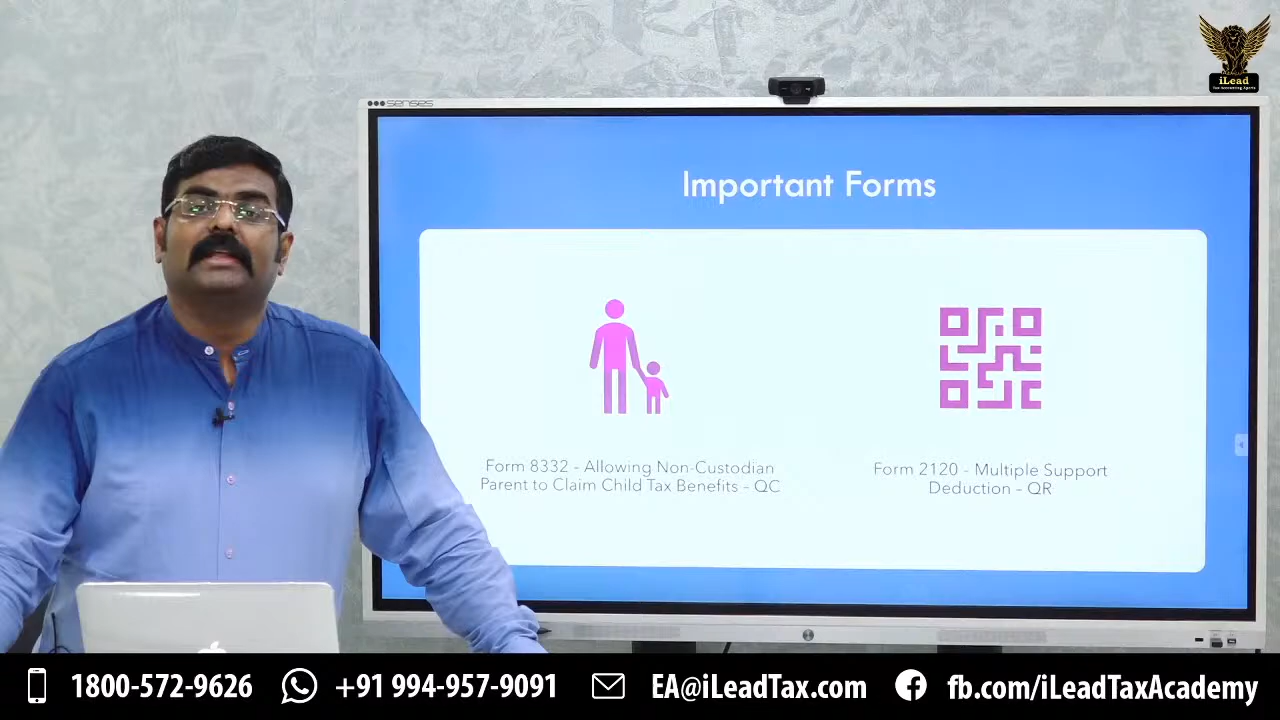 iLead
senses
Important Forms
Form 8332 - Allowing Non-Custodian
Parent to Claim Child Tax Benefits – QC
Form 2120 - Multiple Support
Deduction – QR
1800-572-9626
+91 994-957-9091
EA@iLeadTax.com
fb.com/iLeadTaxAcademy